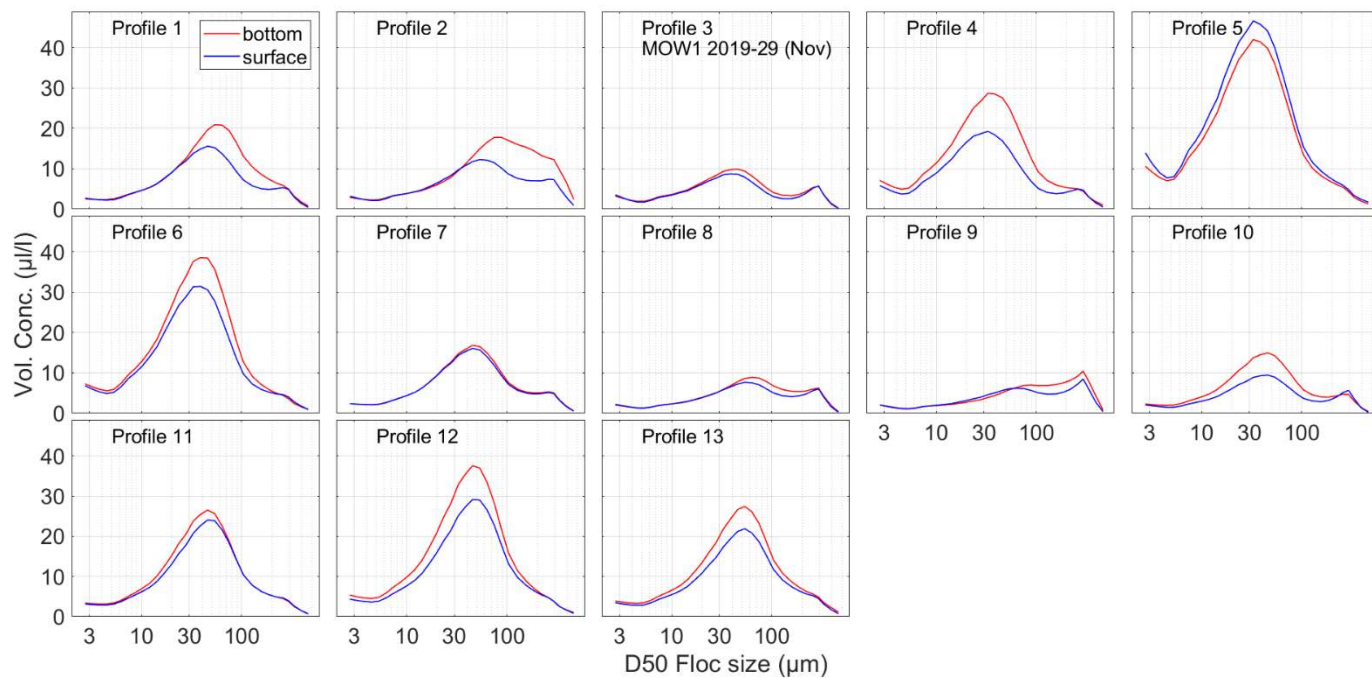 Profile 1
bottom
surface
Profile 2
Profile 3
MOW1 2019-29 (Nov)
Profile 4
Profile 5
40
30
20
10
0
Profile 6
Profile 7
Profile 8
Profile 9
Profile 10
40
30
20
10
0
Vol. Conc. (µl/l)
3 10 30 100
3 10 30 100
Profile 11
Profile 12
Profile 13
40
30
20
10
0
3 10 30 100
3 10 30 100
3 10 30 100
D50 Floc size (µm)